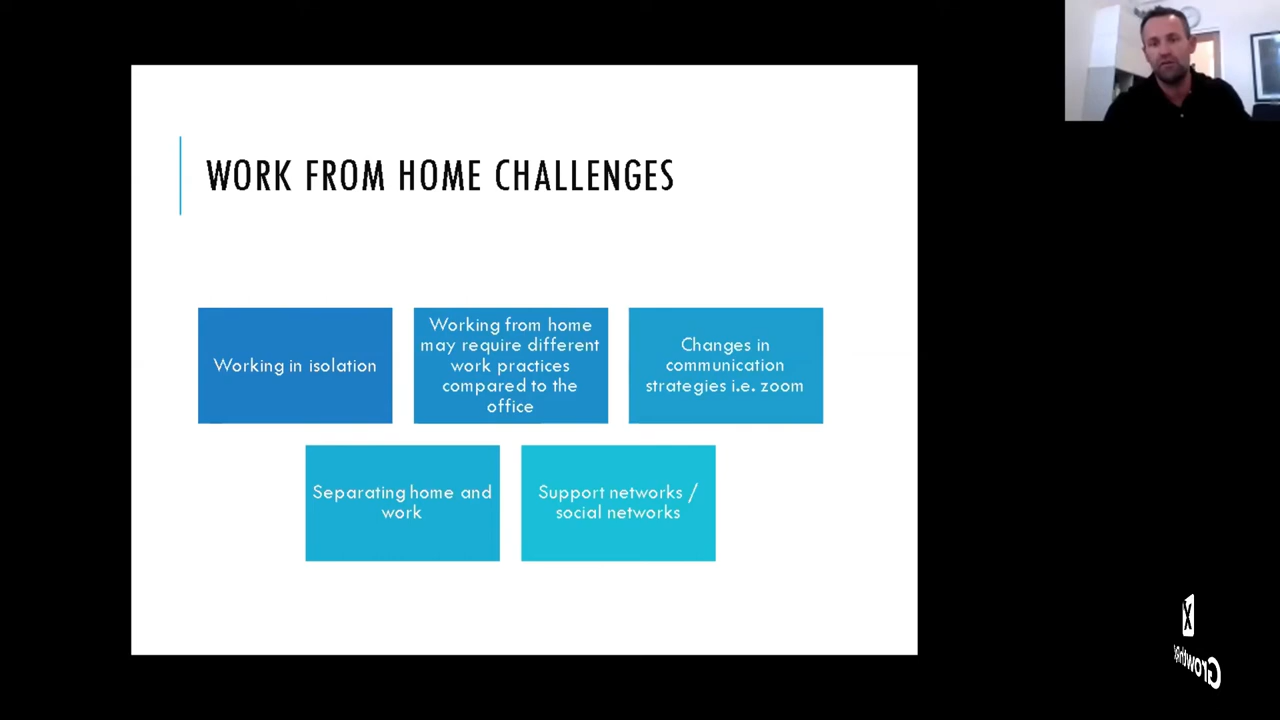 WORK FROM HOME CHALLENGES
Working in isolation
Working from home
may require different
work practices
compared to the
office
Changes in
communication
strategies i.e. zoom
Separating home and
work
Support networks /
social networks
X